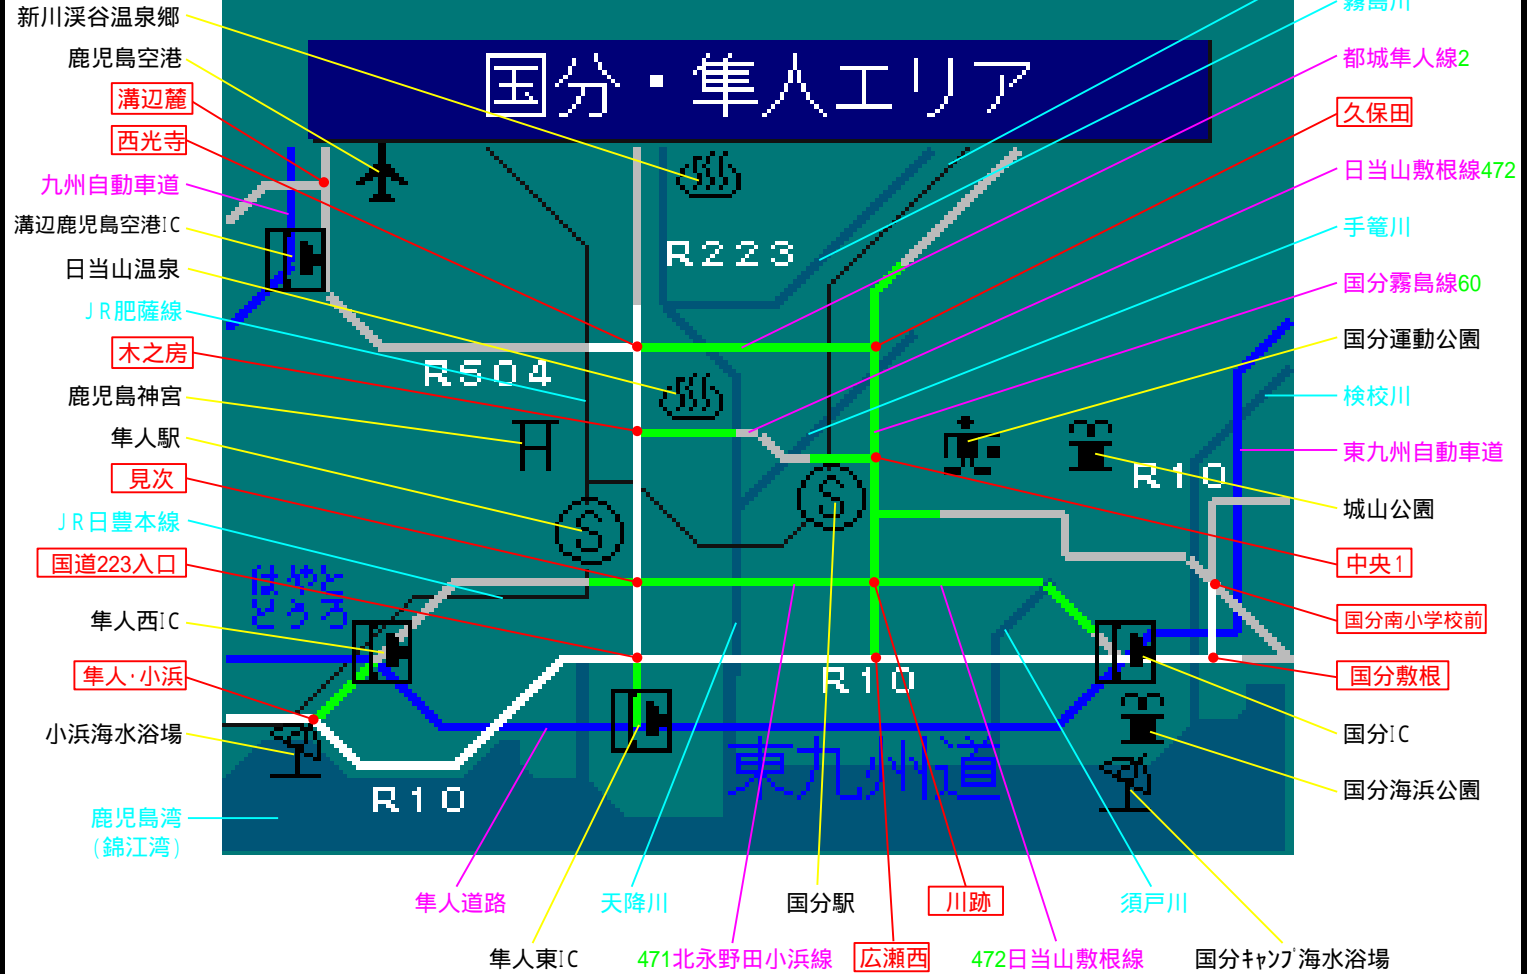 新川渓谷温泉郷
鹿児島空港
溝辺麓
西光寺
九州自動車道
溝辺鹿児島空港IC
日当山温泉
JR肥薩線
木之房
鹿児島神宮
隼人駅
見次
JR日豊本線
国道223入口
隼人西IC
隼人・小浜
小浜海水浴場
鹿児島湾
(錦江湾)
国分・隼人エリア
R223
R504
R10
はやと
どうろ
R10
R10
東九州道
霧島川
都城隼人線2
久保田
日当山敷根線472
手篭川
国分霧島線60
国分運動公園
検校川
東九州自動車道
城山公園
中央1
国分南小学校前
国分敷根
国分IC
国分海浜公園
隼人道路
天降川
国分駅
川跡
須戸川
隼人東IC
471北永野田小浜線
広瀬西
472日当山敷根線
国分ｷｬﾝﾌﾟ海水浴場